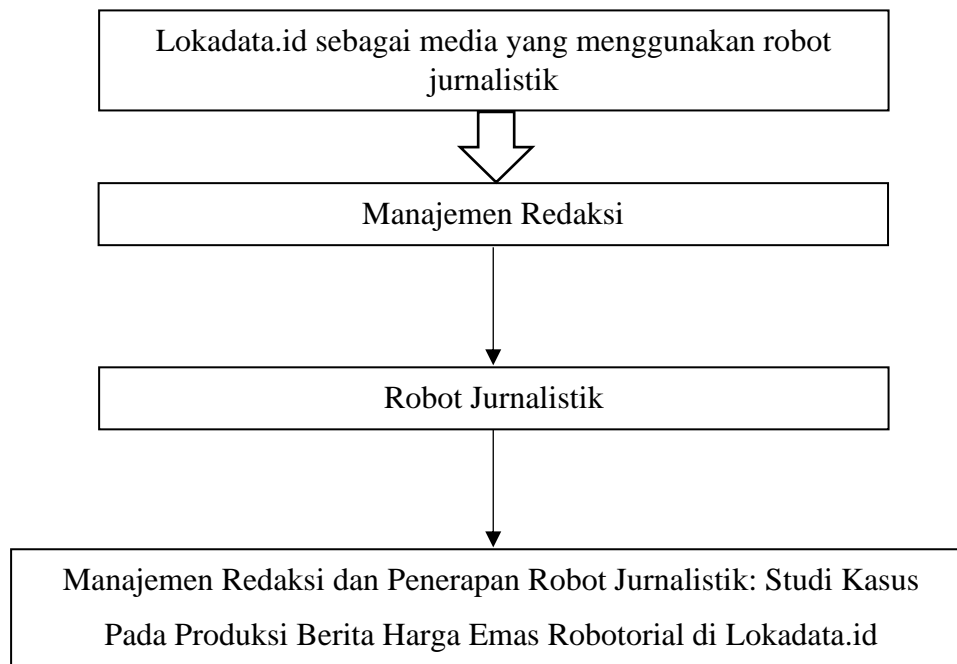 Lokadata.id sebagai media yang menggunakan robot
jurnalistik
Manajemen Redaksi
Robot Jurnalistik
Manajemen Redaksi dan Penerapan Robot Jurnalistik: Studi Kasus
Pada Produksi Berita Harga Emas Robotorial di Lokadata.id